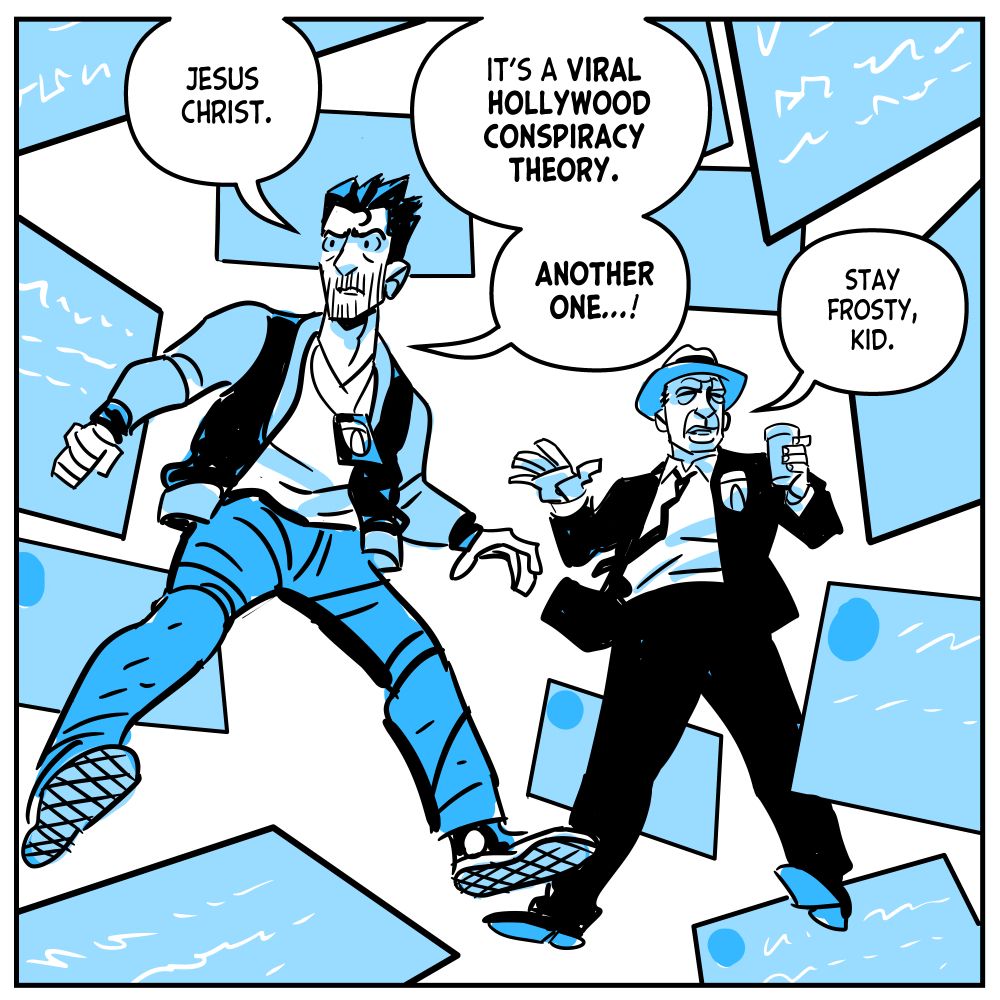 JESUS
CHRIST.
IT'S A VIRAL
HOLLYWOOD
CONSPIRACY
THEORY.
ANOTHER
ONE...!
STAY
FROSTY,
KID.